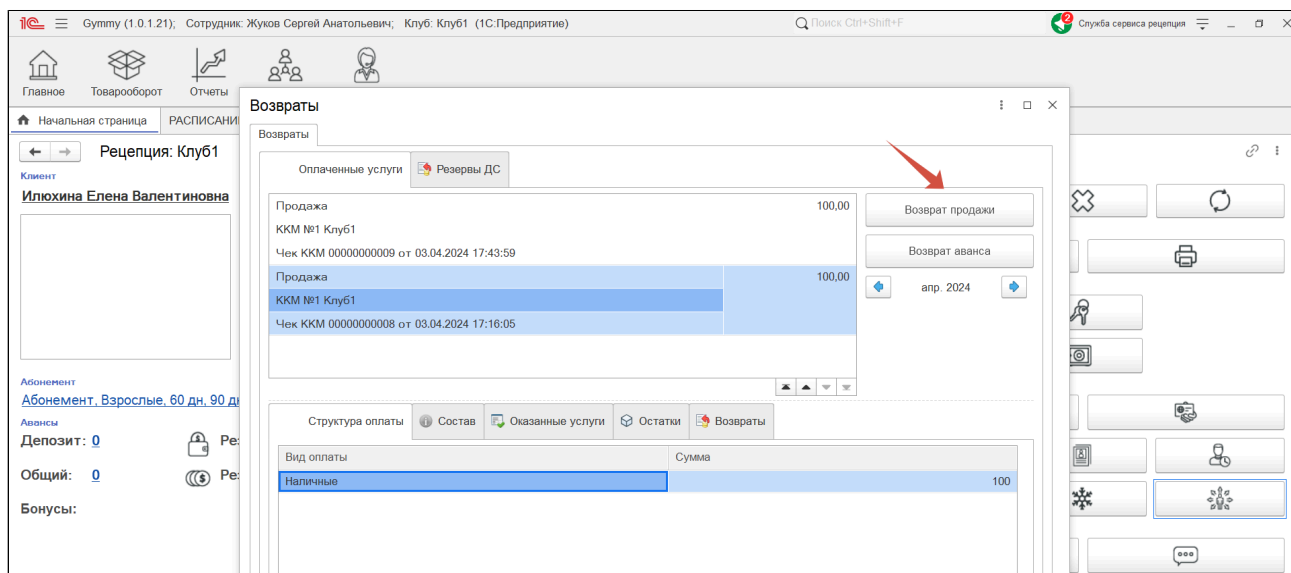 Gymmy (1.0.1.21); Сотрудник: Жуков Сергей Анатольевич; Клуб: Клуб1 (1С:Предприятие)
Поиск Ctrl+Shift+F
2
Служба сервиса рецепция
Главное
Товарооборот
Отчеты
Начальная страница
РАСПИСАНИ
Рецепция: Клуб1
Клиент
Илюхина Елена Валентиновна
Абонемент
Абонемент, Взрослые, 60 дн, 90 д
Авансы
Депозит: 0
Ре
Общий: 0
Ре
Бонусы:
Возвраты
Возвраты
Оплаченные услуги
Резервы ДС
Продажа 100,00
ККМ №1 Клуб1
Чек ККМ 00000000009 от 03.04.2024 17:43:59
Продажа 100,00
ККМ №1 Клуб1
Чек ККМ 00000000008 от 03.04.2024 17:16:05
Возврат продажи
Возврат аванса
апр. 2024
Структура оплаты
Состав
Оказанные услуги
Остатки
Возвраты
Вид оплаты Сумма
Наличные 100